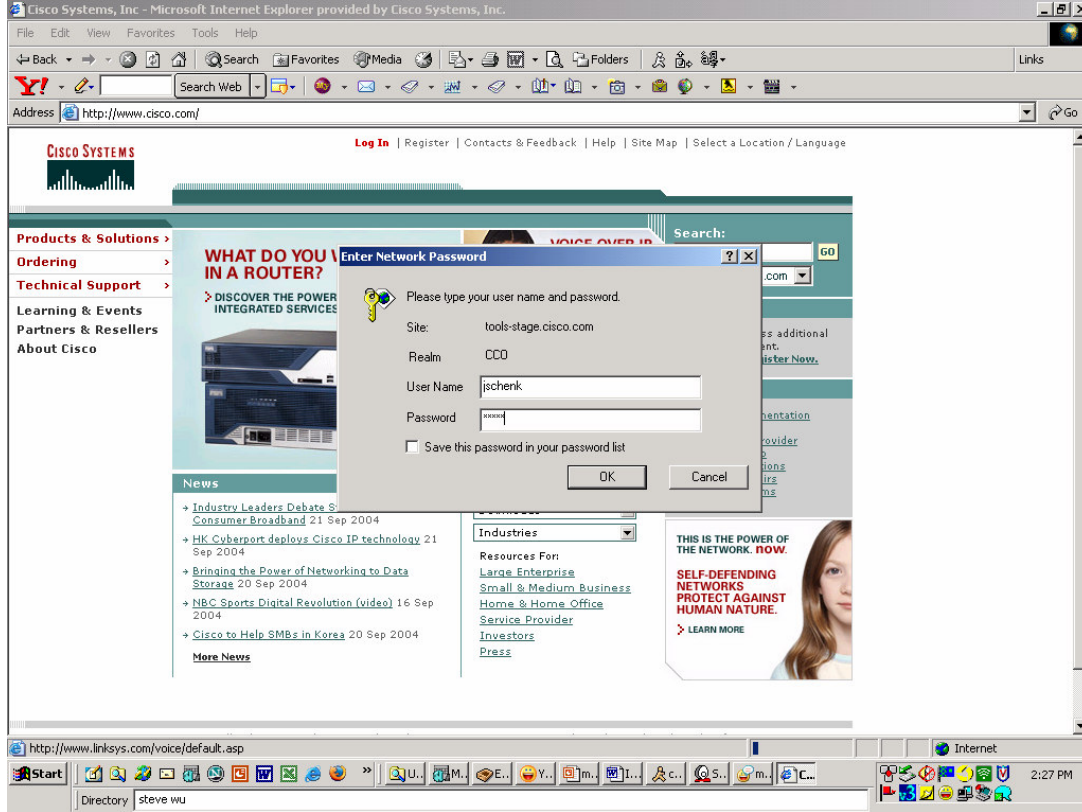 Cisco Systems, Inc - Microsoft Internet Explorer provided by Cisco Systems, Inc.
File Edit View Favorites Tools Help
Back Search Favorites Media Folders Links
Y! Search Web
Address http://www.cisco.com/ Go
CISCO SYSTEMS
Log In | Register | Contacts & Feedback | Help | Site Map | Select a Location / Language
Products & Solutions
Ordering
Technical Support
Learning & Events
Partners & Resellers
About Cisco
WHAT DO YOU
IN A ROUTER?
DISCOVER THE POWER
INTEGRATED SERVICES
VOICE OVER IP
Search:
GO
.com
Enter Network Password
Please type your user name and password.
Site: tools-stage.cisco.com
Realm CCO
User Name jschenk
Password *****
Save this password in your password list
OK Cancel
additional
Now.
News
Industry Leaders Debate
Consumer Broadband 21 Sep 2004
HK Cyberport deploys Cisco IP technology 21
Sep 2004
Bringing the Power of Networking to Data
Storage 20 Sep 2004
NBC Sports Digital Revolution (video) 16 Sep
2004
Cisco to Help SMBs in Korea 20 Sep 2004
More News
Industries
Resources For:
Large Enterprise
Small & Medium Business
Home & Home Office
Service Provider
Investors
Press
THIS IS THE POWER OF
THE NETWORK. now.
SELF-DEFENDING
NETWORKS
PROTECT AGAINST
HUMAN NATURE.
LEARN MORE
http://www.linksys.com/voice/default.asp Internet
Start U.. M.. E.. Y.. m.. I... c.. S.. m.. C... 2:27 PM
Directory steve wu